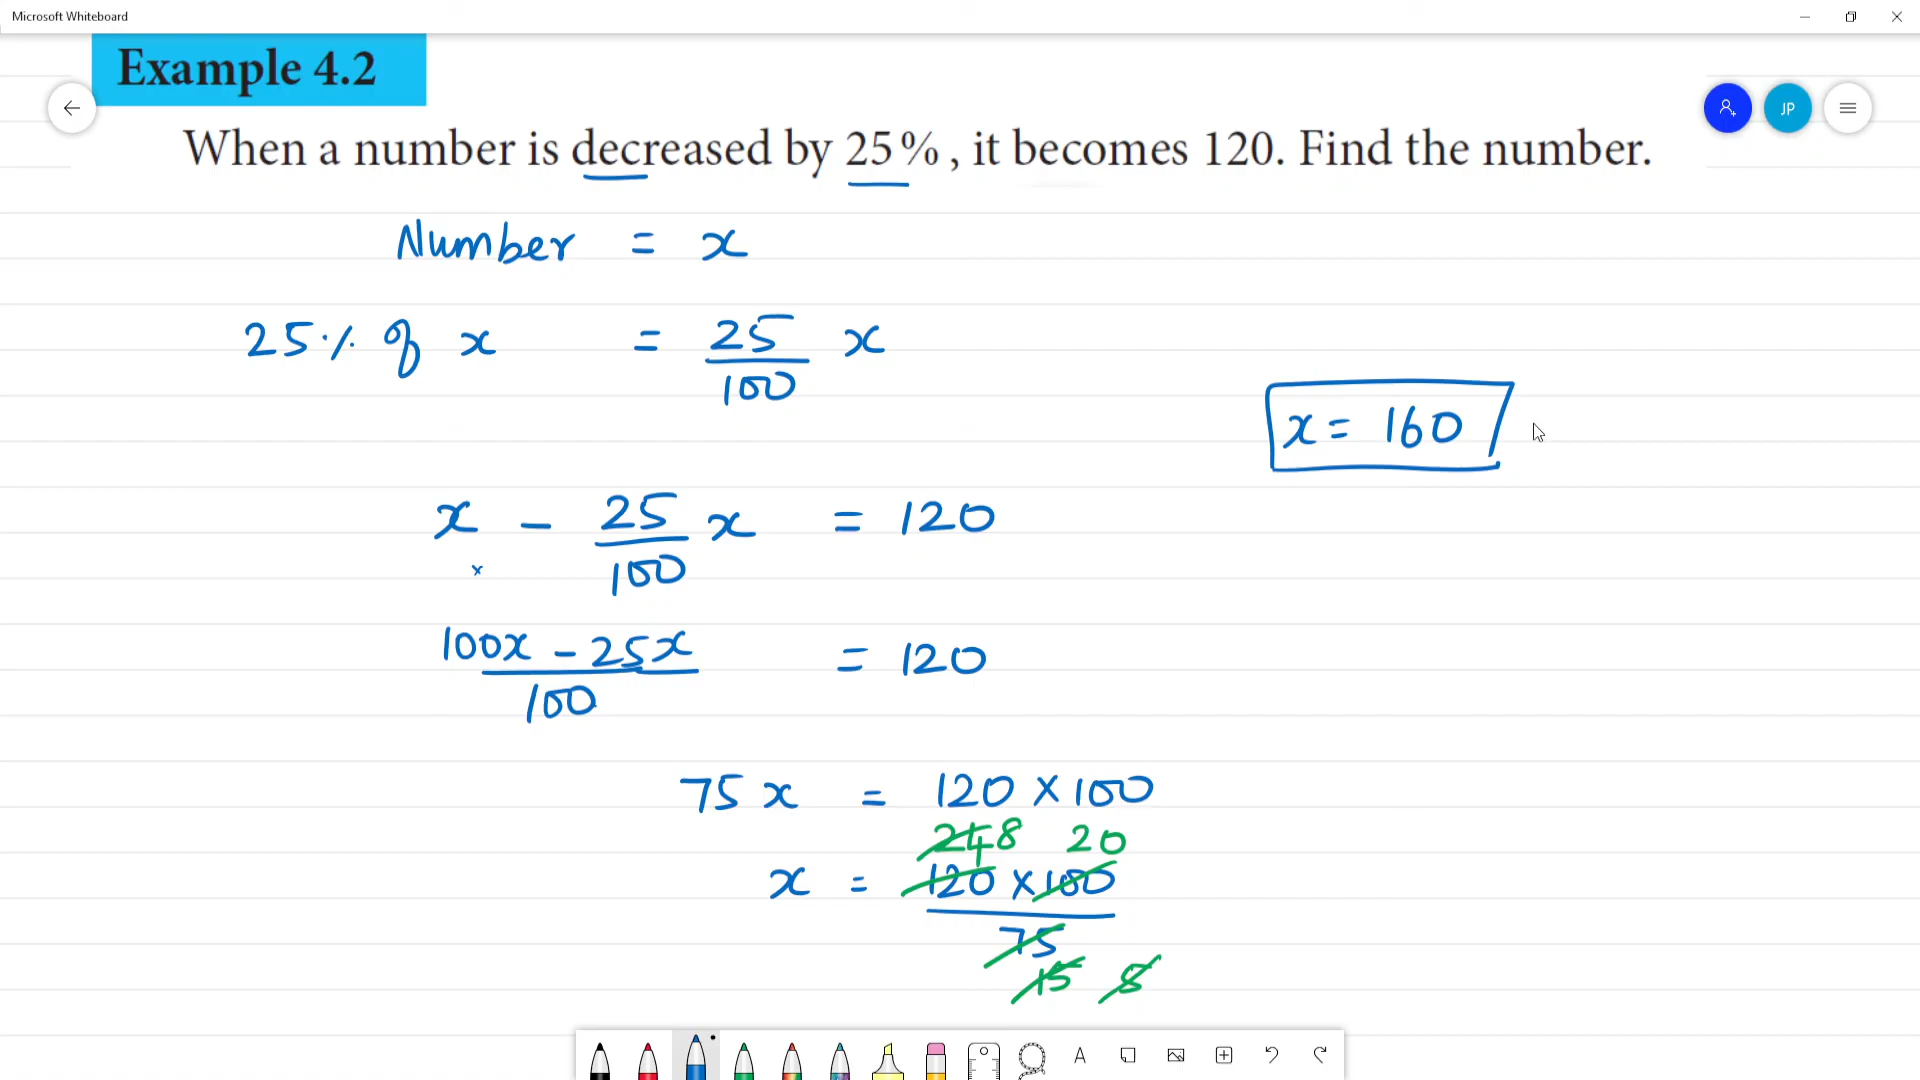 Microsoft Whiteboard
Example 4.2
JP
When a number is decreased by 25%, it becomes 120. Find the number.
Number = x
25% of x = 25/100 x
x = 160
x - 25/100 x = 120
x
100x - 25x / 100 = 120
75x = 120 × 100
24 8 20
x = 120 × 100 / 75
15 5
A